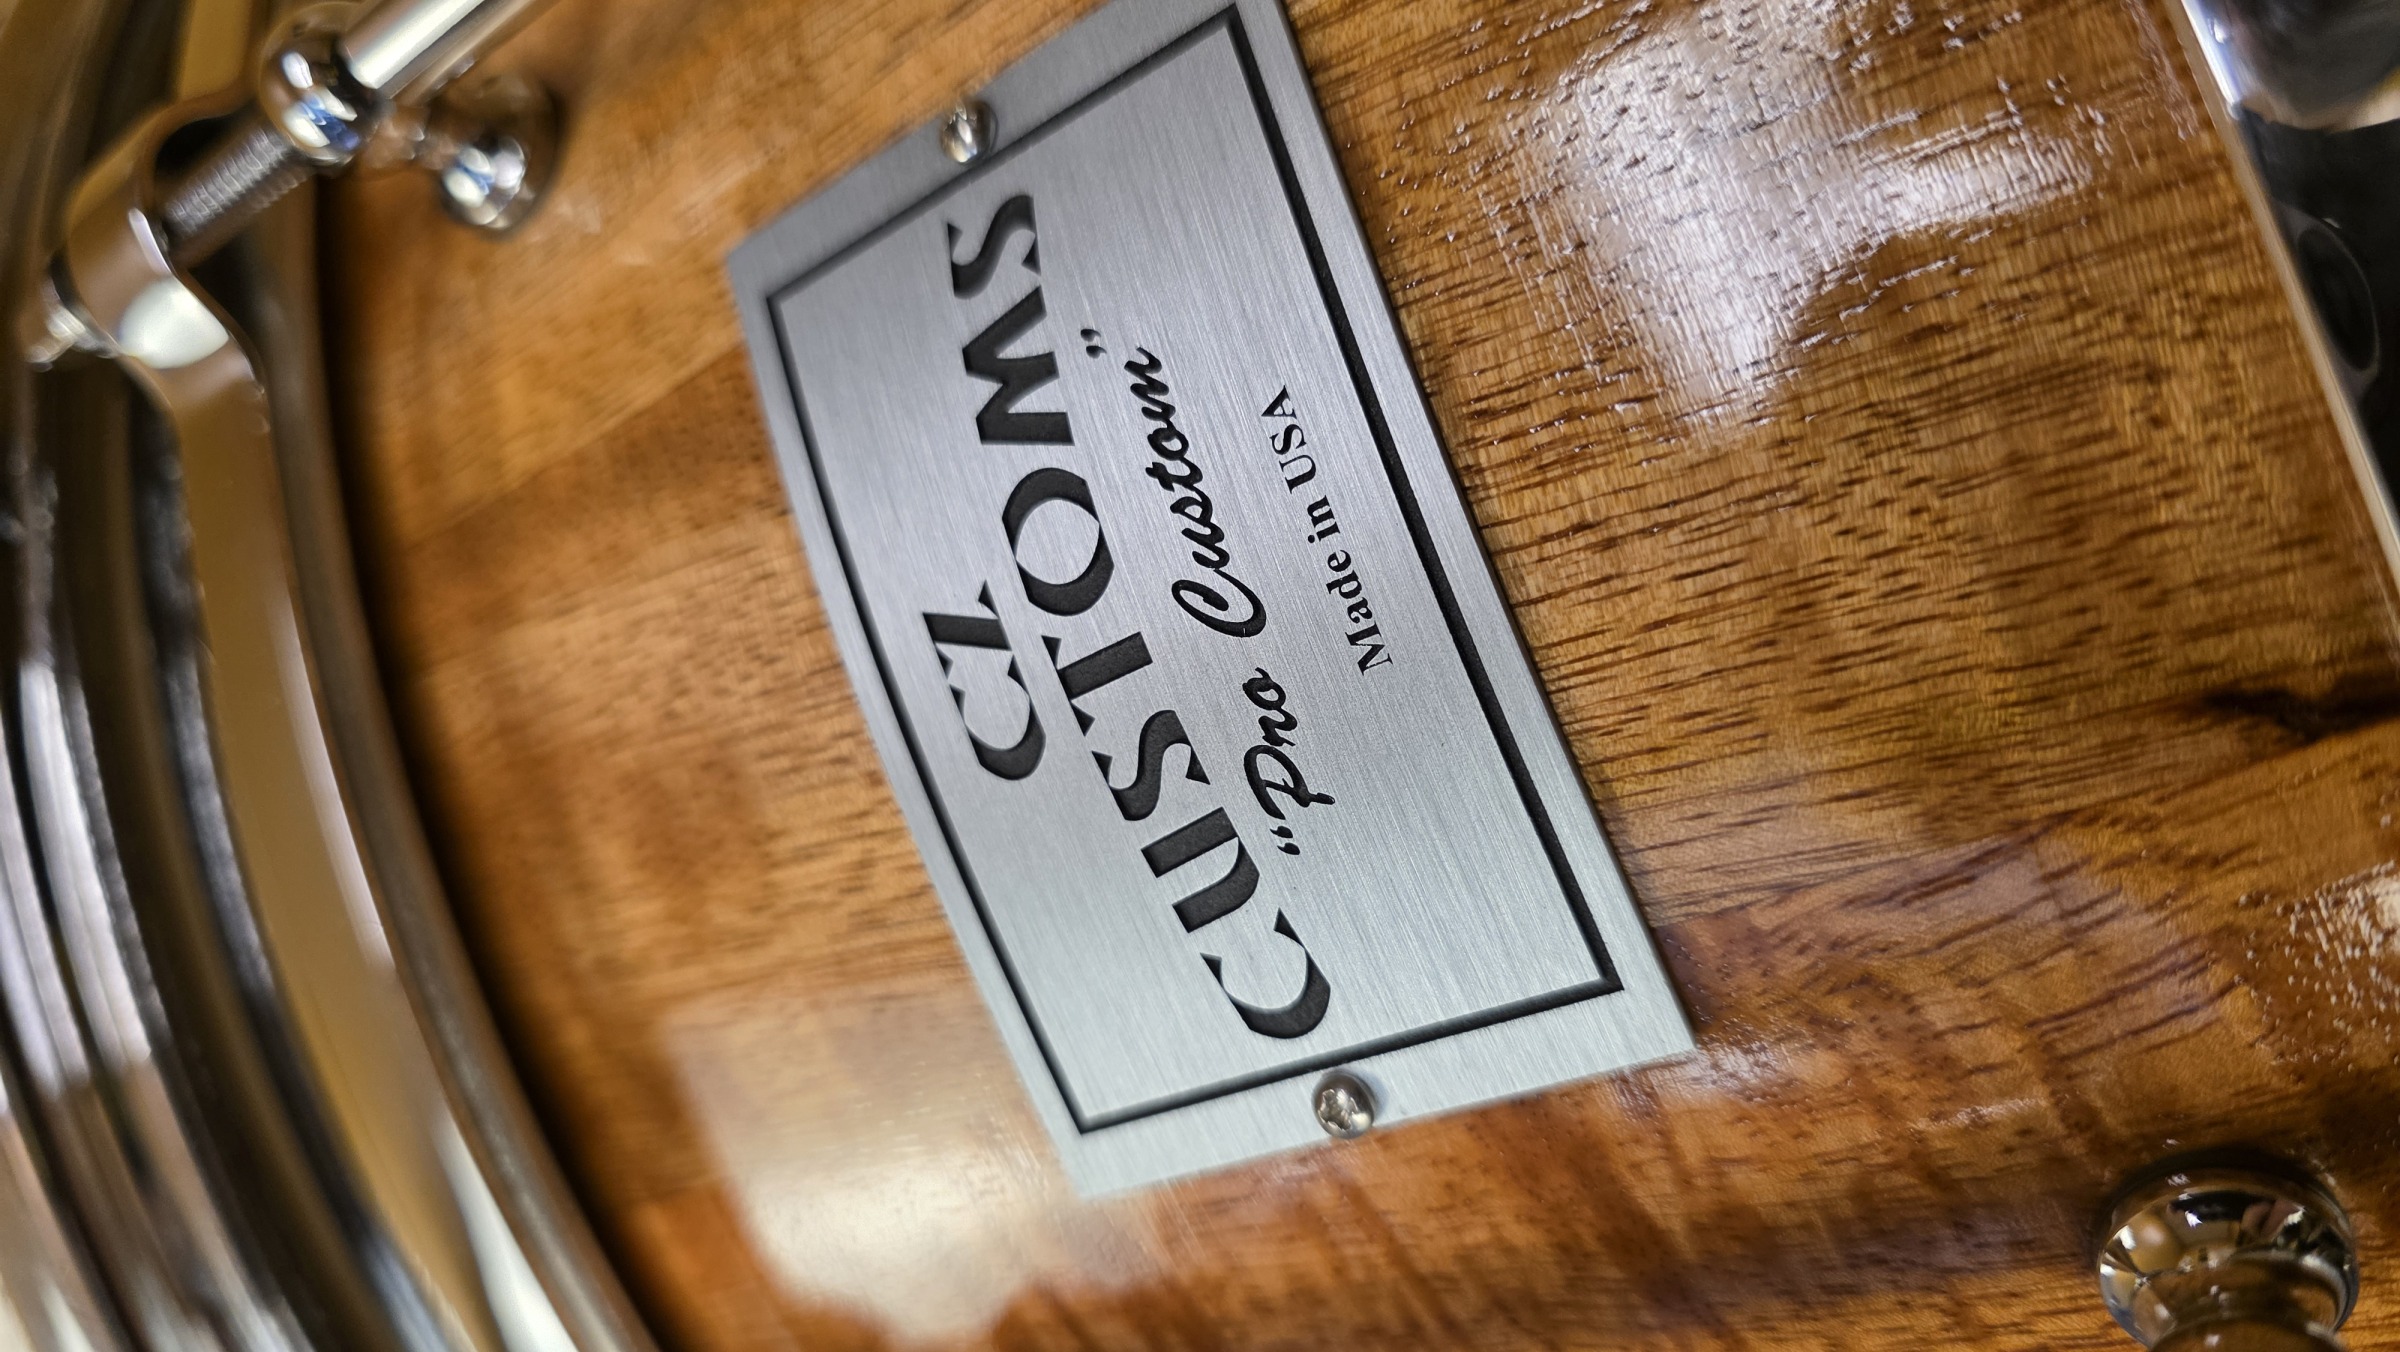 CL
CUSTOMS
“Pro Custom”
Made in USA